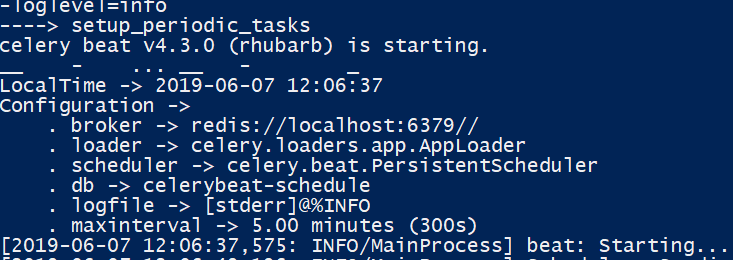 -loglevel=info
----> setup_periodic_tasks
celery beat v4.3.0 (rhubarb) is starting.
__    -    ... __   -        _
LocalTime -> 2019-06-07 12:06:37
Configuration ->
    . broker -> redis://localhost:6379//
    . loader -> celery.loaders.app.AppLoader
    . scheduler -> celery.beat.PersistentScheduler
    . db -> celerybeat-schedule
    . logfile -> [stderr]@%INFO
    . maxinterval -> 5.00 minutes (300s)
[2019-06-07 12:06:37,575: INFO/MainProcess] beat: Starting...